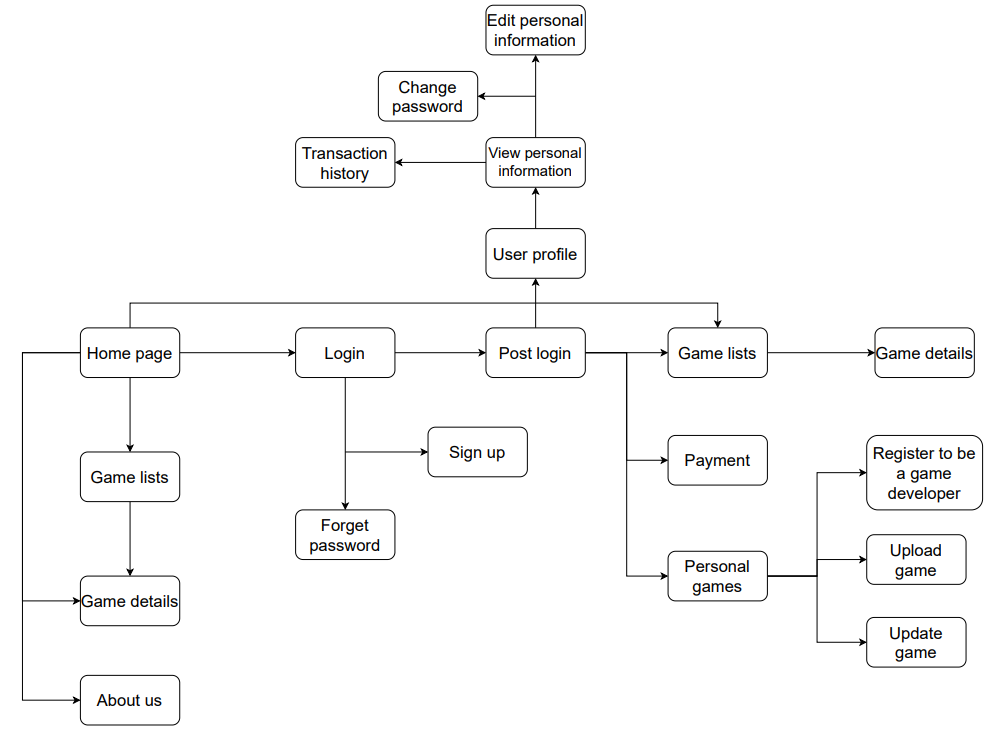 Edit personal
information
Change
password
Transaction
history
View personal
information
User profile
Home page
Login
Post login
Game lists
Game details
Game lists
Sign up
Payment
Register to be
a game
developer
Forget
password
Upload
game
Personal
games
Game details
Update
game
About us